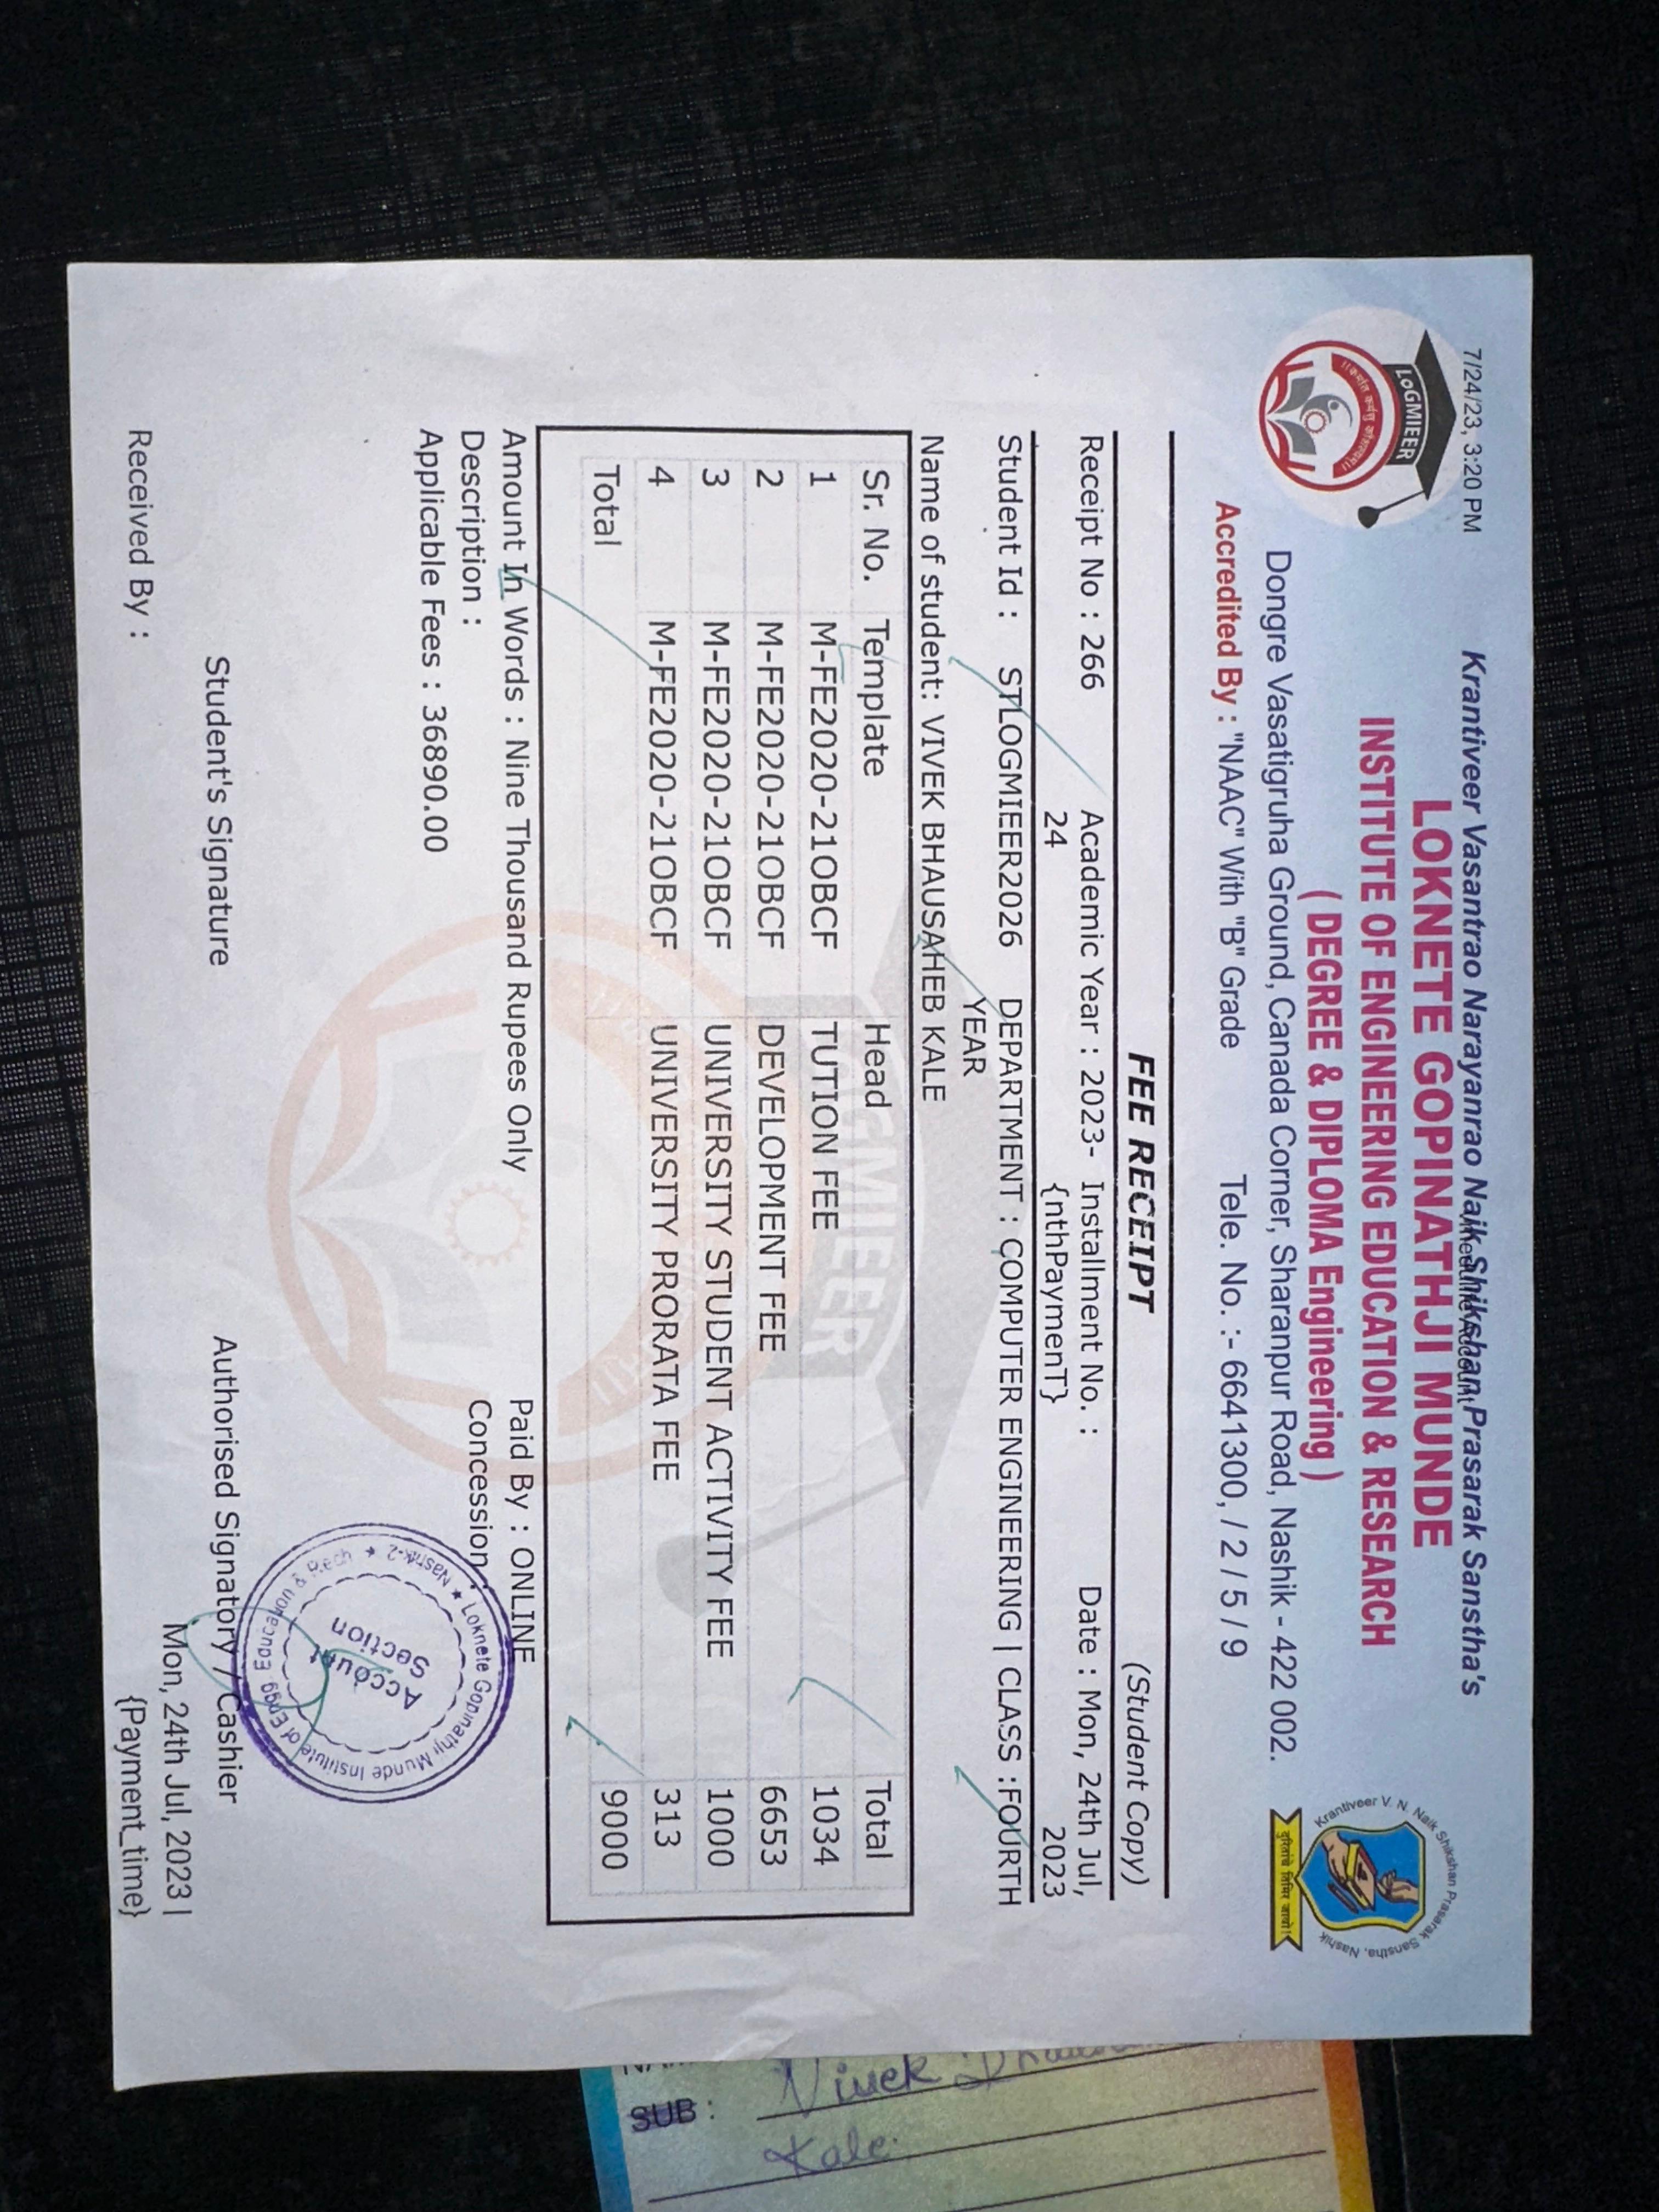 7/24/23, 3:20 PM
Krantiveer Vasantrao Narayanrao Naik Shikshan Prasarak Sanstha's
LOKNETE GOPINATHJI MUNDE
INSTITUTE OF ENGINEERING EDUCATION & RESEARCH
( DEGREE & DIPLOMA Engineering )
Dongre Vasatigruha Ground, Canada Corner, Sharanpur Road, Nashik - 422 002.
Accredited By : "NAAC" With "B" Grade Tele. No. :- 6641300, / 2 / 5 / 9
LoGMIEER
Krantiveer V. N. Naik Shikshan Prasarak Sanstha, Nashik
FEE RECEIPT (Student Copy)
Receipt No : 266 Academic Year : 2023-24 Installment No. : {nthPaymenT} Date : Mon, 24th Jul, 2023
Student Id : STLOGMIEER2026 DEPARTMENT : COMPUTER ENGINEERING | CLASS :FOURTH
YEAR
Name of student: VIVEK BHAUSAHEB KALE
Sr. No. Template Head Total
1 M-FE2020-21OBCF TUTION FEE 1034
2 M-FE2020-21OBCF DEVELOPMENT FEE 6653
3 M-FE2020-21OBCF UNIVERSITY STUDENT ACTIVITY FEE 1000
4 M-FE2020-21OBCF UNIVERSITY PRORATA FEE 313
Total 9000
Amount In Words : Nine Thousand Rupees Only Paid By : ONLINE
Description : Concession
Applicable Fees : 36890.00
Loknete Gopinathji Munde Institute of Engg Education & Rech ★ Nashik-2 ★
Account
Section
Student's Signature Authorised Signatory / Cashier
Mon, 24th Jul, 2023 |
Received By : {Payment_time}
Vivek
SUB :
Kale.